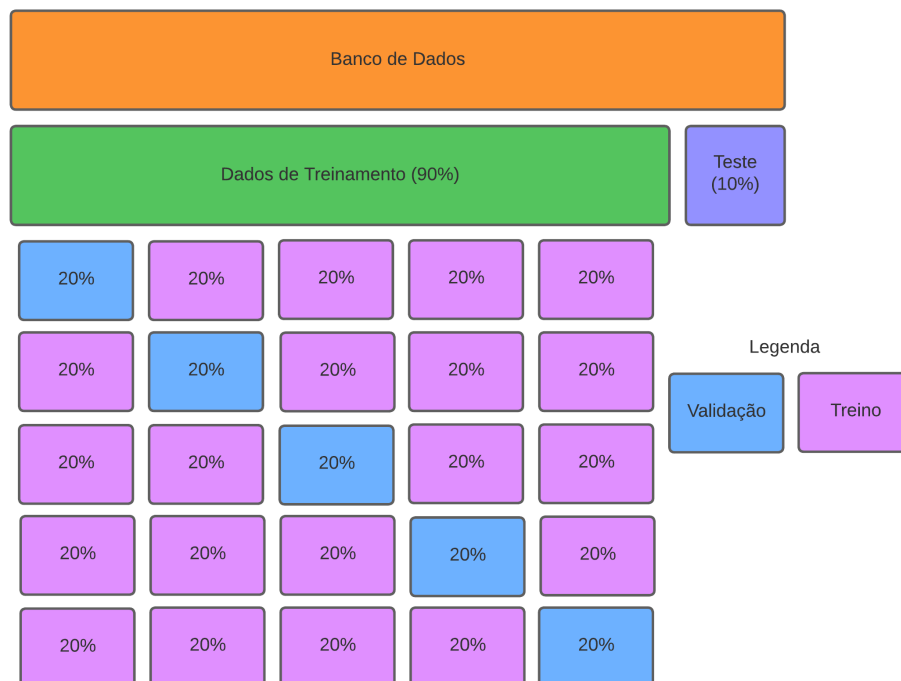 Banco de Dados
Dados de Treinamento (90%)
Teste
(10%)
20% 20% 20% 20% 20%
Legenda
20% 20% 20% 20% 20%
Validação Treino
20% 20% 20% 20% 20%
20% 20% 20% 20% 20%
20% 20% 20% 20% 20%